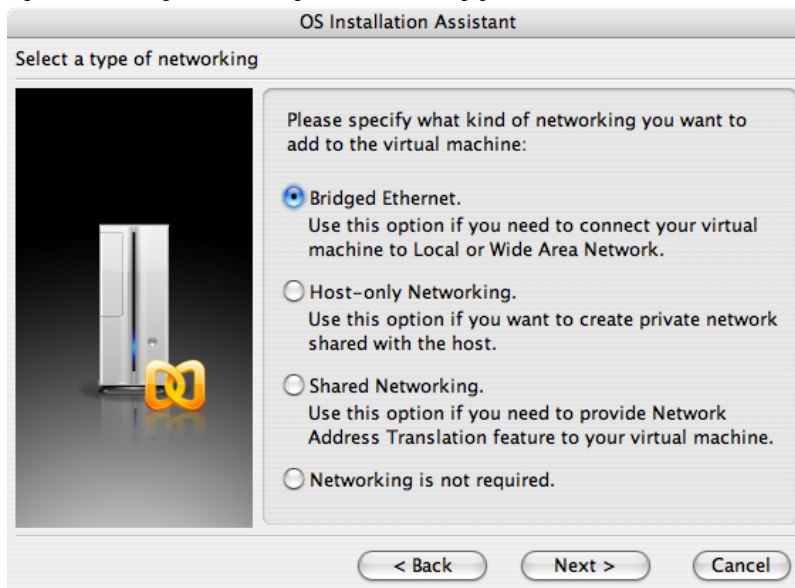 OS Installation Assistant
Select a type of networking
Please specify what kind of networking you want to
add to the virtual machine:
Bridged Ethernet.
Use this option if you need to connect your virtual
machine to Local or Wide Area Network.
Host-only Networking.
Use this option if you want to create private network
shared with the host.
Shared Networking.
Use this option if you need to provide Network
Address Translation feature to your virtual machine.
Networking is not required.
< Back
Next >
Cancel